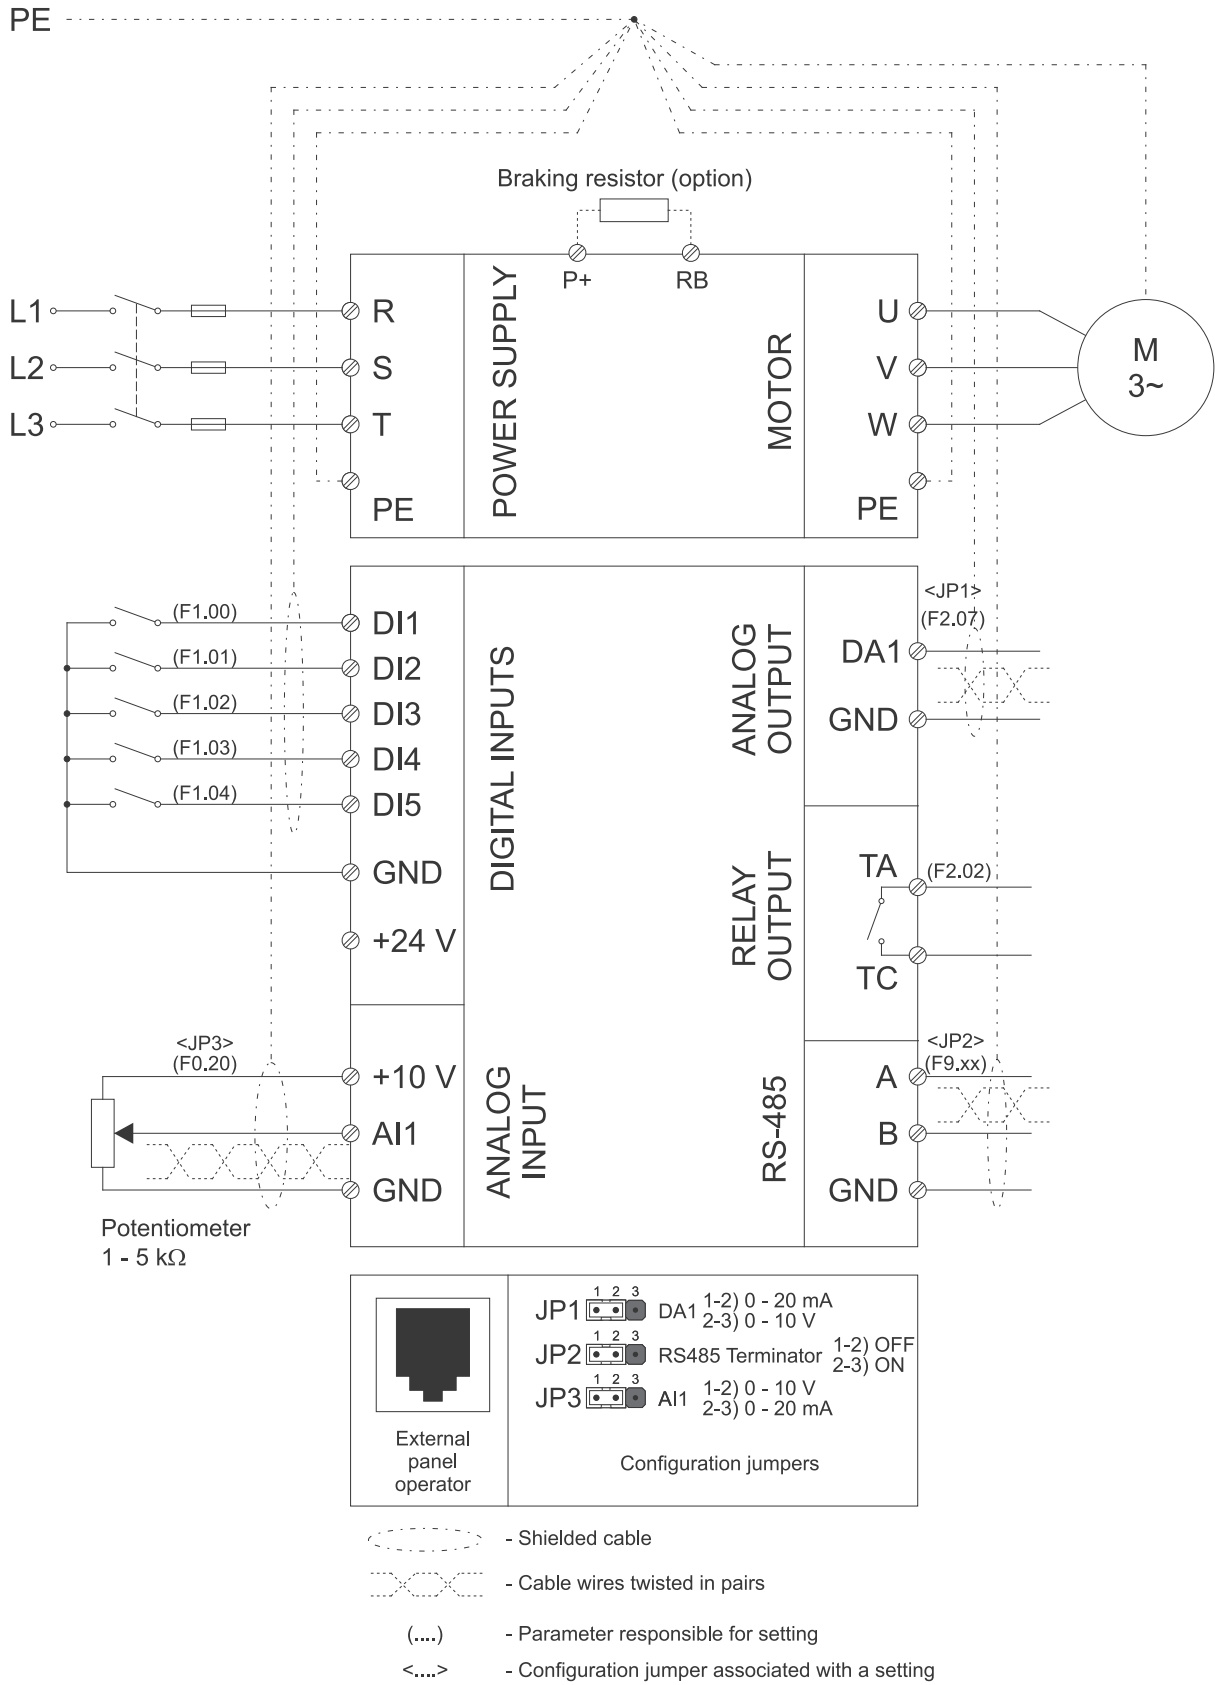 PE
Braking resistor (option)
P+ RB
L1 R U
L2 S V
L3 T W
PE PE
POWER SUPPLY
MOTOR
M
3~
(F1.00) DI1
(F1.01) DI2
(F1.02) DI3
(F1.03) DI4
(F1.04) DI5
GND
+24 V
DIGITAL INPUTS
<JP1>
(F2.07)
DA1
GND
ANALOG
OUTPUT
TA
(F2.02)
TC
RELAY
OUTPUT
<JP3>
(F0.20)
+10 V
AI1
GND
ANALOG
INPUT
Potentiometer
1 - 5 kΩ
<JP2>
(F9.xx)
A
B
GND
RS-485
External
panel
operator
1 2 3
JP1 DA1 1-2) 0 - 20 mA
2-3) 0 - 10 V
1 2 3
JP2 RS485 Terminator 1-2) OFF
2-3) ON
1 2 3
JP3 AI1 1-2) 0 - 10 V
2-3) 0 - 20 mA
Configuration jumpers
- Shielded cable
- Cable wires twisted in pairs
(....) - Parameter responsible for setting
<....> - Configuration jumper associated with a setting